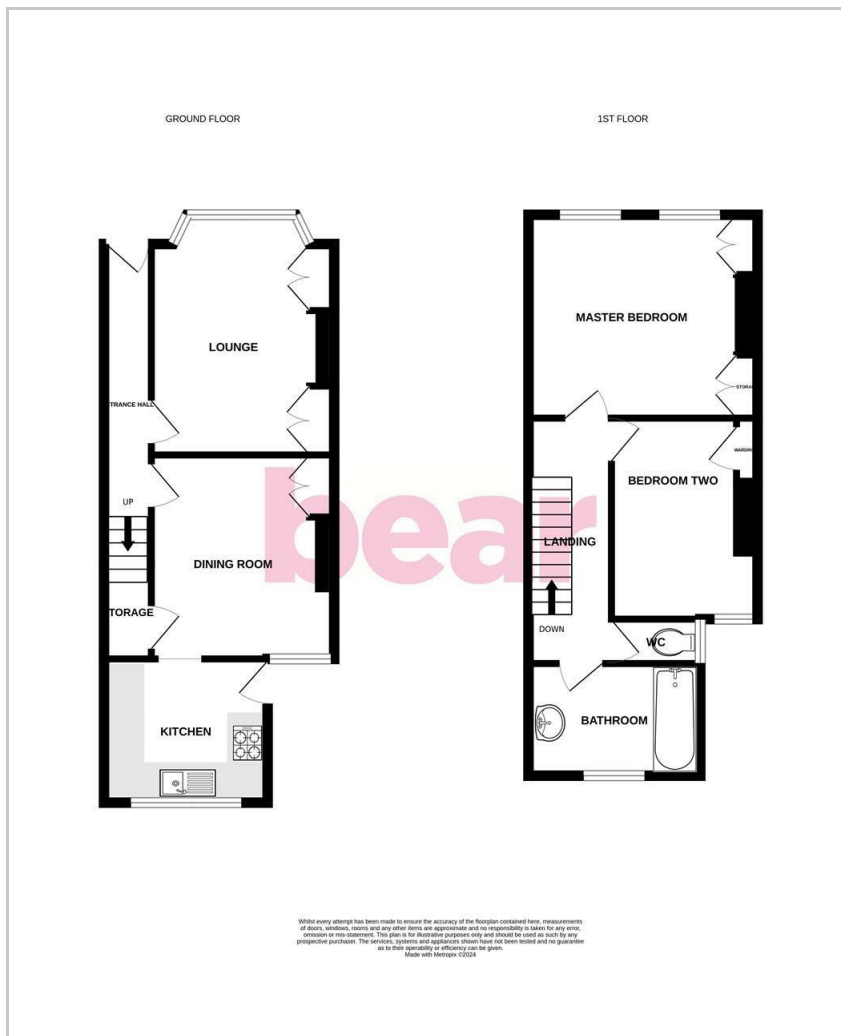 GROUND FLOOR
LOUNGE
TRANCE HALL
UP
DINING ROOM
TORAGE
KITCHEN
1ST FLOOR
MASTER BEDROOM
STORAG
WARDRO
BEDROOM TWO
LANDING
DOWN
WC
BATHROOM
bear
Whilst every attempt has been made to ensure the accuracy of the floorplan contained here, measurements
of doors, windows, rooms and any other items are approximate and no responsibility is taken for any error,
omission or mis-statement. This plan is for illustrative purposes only and should be used as such by any
prospective purchaser. The services, systems and appliances shown have not been tested and no guarantee
as to their operability or efficiency can be given.
Made with Metropix ©2024